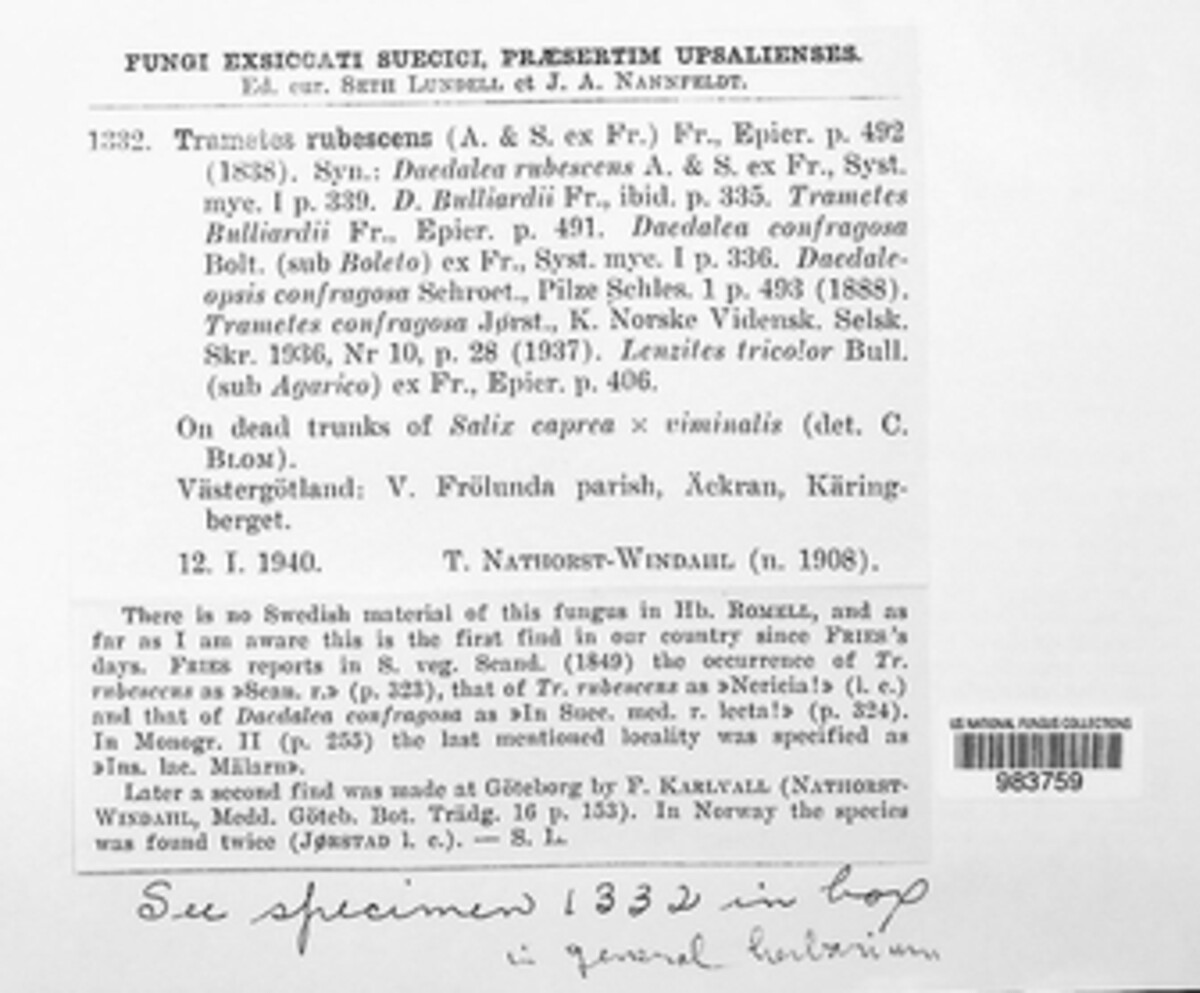 FUNGI EXSICCATI SUECICI, PRÆSERTIM UPSALIENSES.
Ed. cur. SETH LUNDELL et J. A. NANNFELDT.
1332. Trametes rubescens (A. & S. ex Fr.) Fr., Epicr. p. 492
(1838). Syn.: Daedalea rubescens A. & S. ex Fr., Syst.
myc. I p. 339. D. Bulliardii Fr., ibid. p. 335. Trametes
Bulliardii Fr., Epicr. p. 491. Daedalea confragosa
Bolt. (sub Boleto) ex Fr., Syst. myc. I p. 336. Daedale-
opsis confragosa Schroet., Pilze Schles. 1 p. 493 (1888).
Trametes confragosa Jørst., K. Norske Vidensk. Selsk.
Skr. 1936, Nr 10, p. 28 (1937). Lenzites tricolor Bull.
(sub Agarico) ex Fr., Epicr. p. 406.
On dead trunks of Salix caprea × viminalis (det. C.
BLOM).
Västergötland: V. Frölunda parish, Äckran, Käring-
berget.
12. I. 1940. T. NATHORST-WINDAHL (n. 1908).
There is no Swedish material of this fungus in Hb. ROMELL, and as
far as I am aware this is the first find in our country since FRIES's
days. FRIES reports in S. veg. Scand. (1849) the occurrence of Tr.
rubescens as »Scan. r.» (p. 323), that of Tr. rubescens as »Nericia!» (l. c.)
and that of Daedalea confragosa as »In Suec. med. r. lecta!» (p. 324).
In Monogr. II (p. 255) the last mentioned locality was specified as
»Ins. lac. Mälarn».
Later a second find was made at Göteborg by F. KARLVALL (NATHORST-
WINDAHL, Medd. Göteb. Bot. Trädg. 16 p. 153). In Norway the species
was found twice (JØRSTAD l. c.). — S. L.
US NATIONAL FUNGUS COLLECTIONS
983759
See specimen 1332 in box
in general herbarium